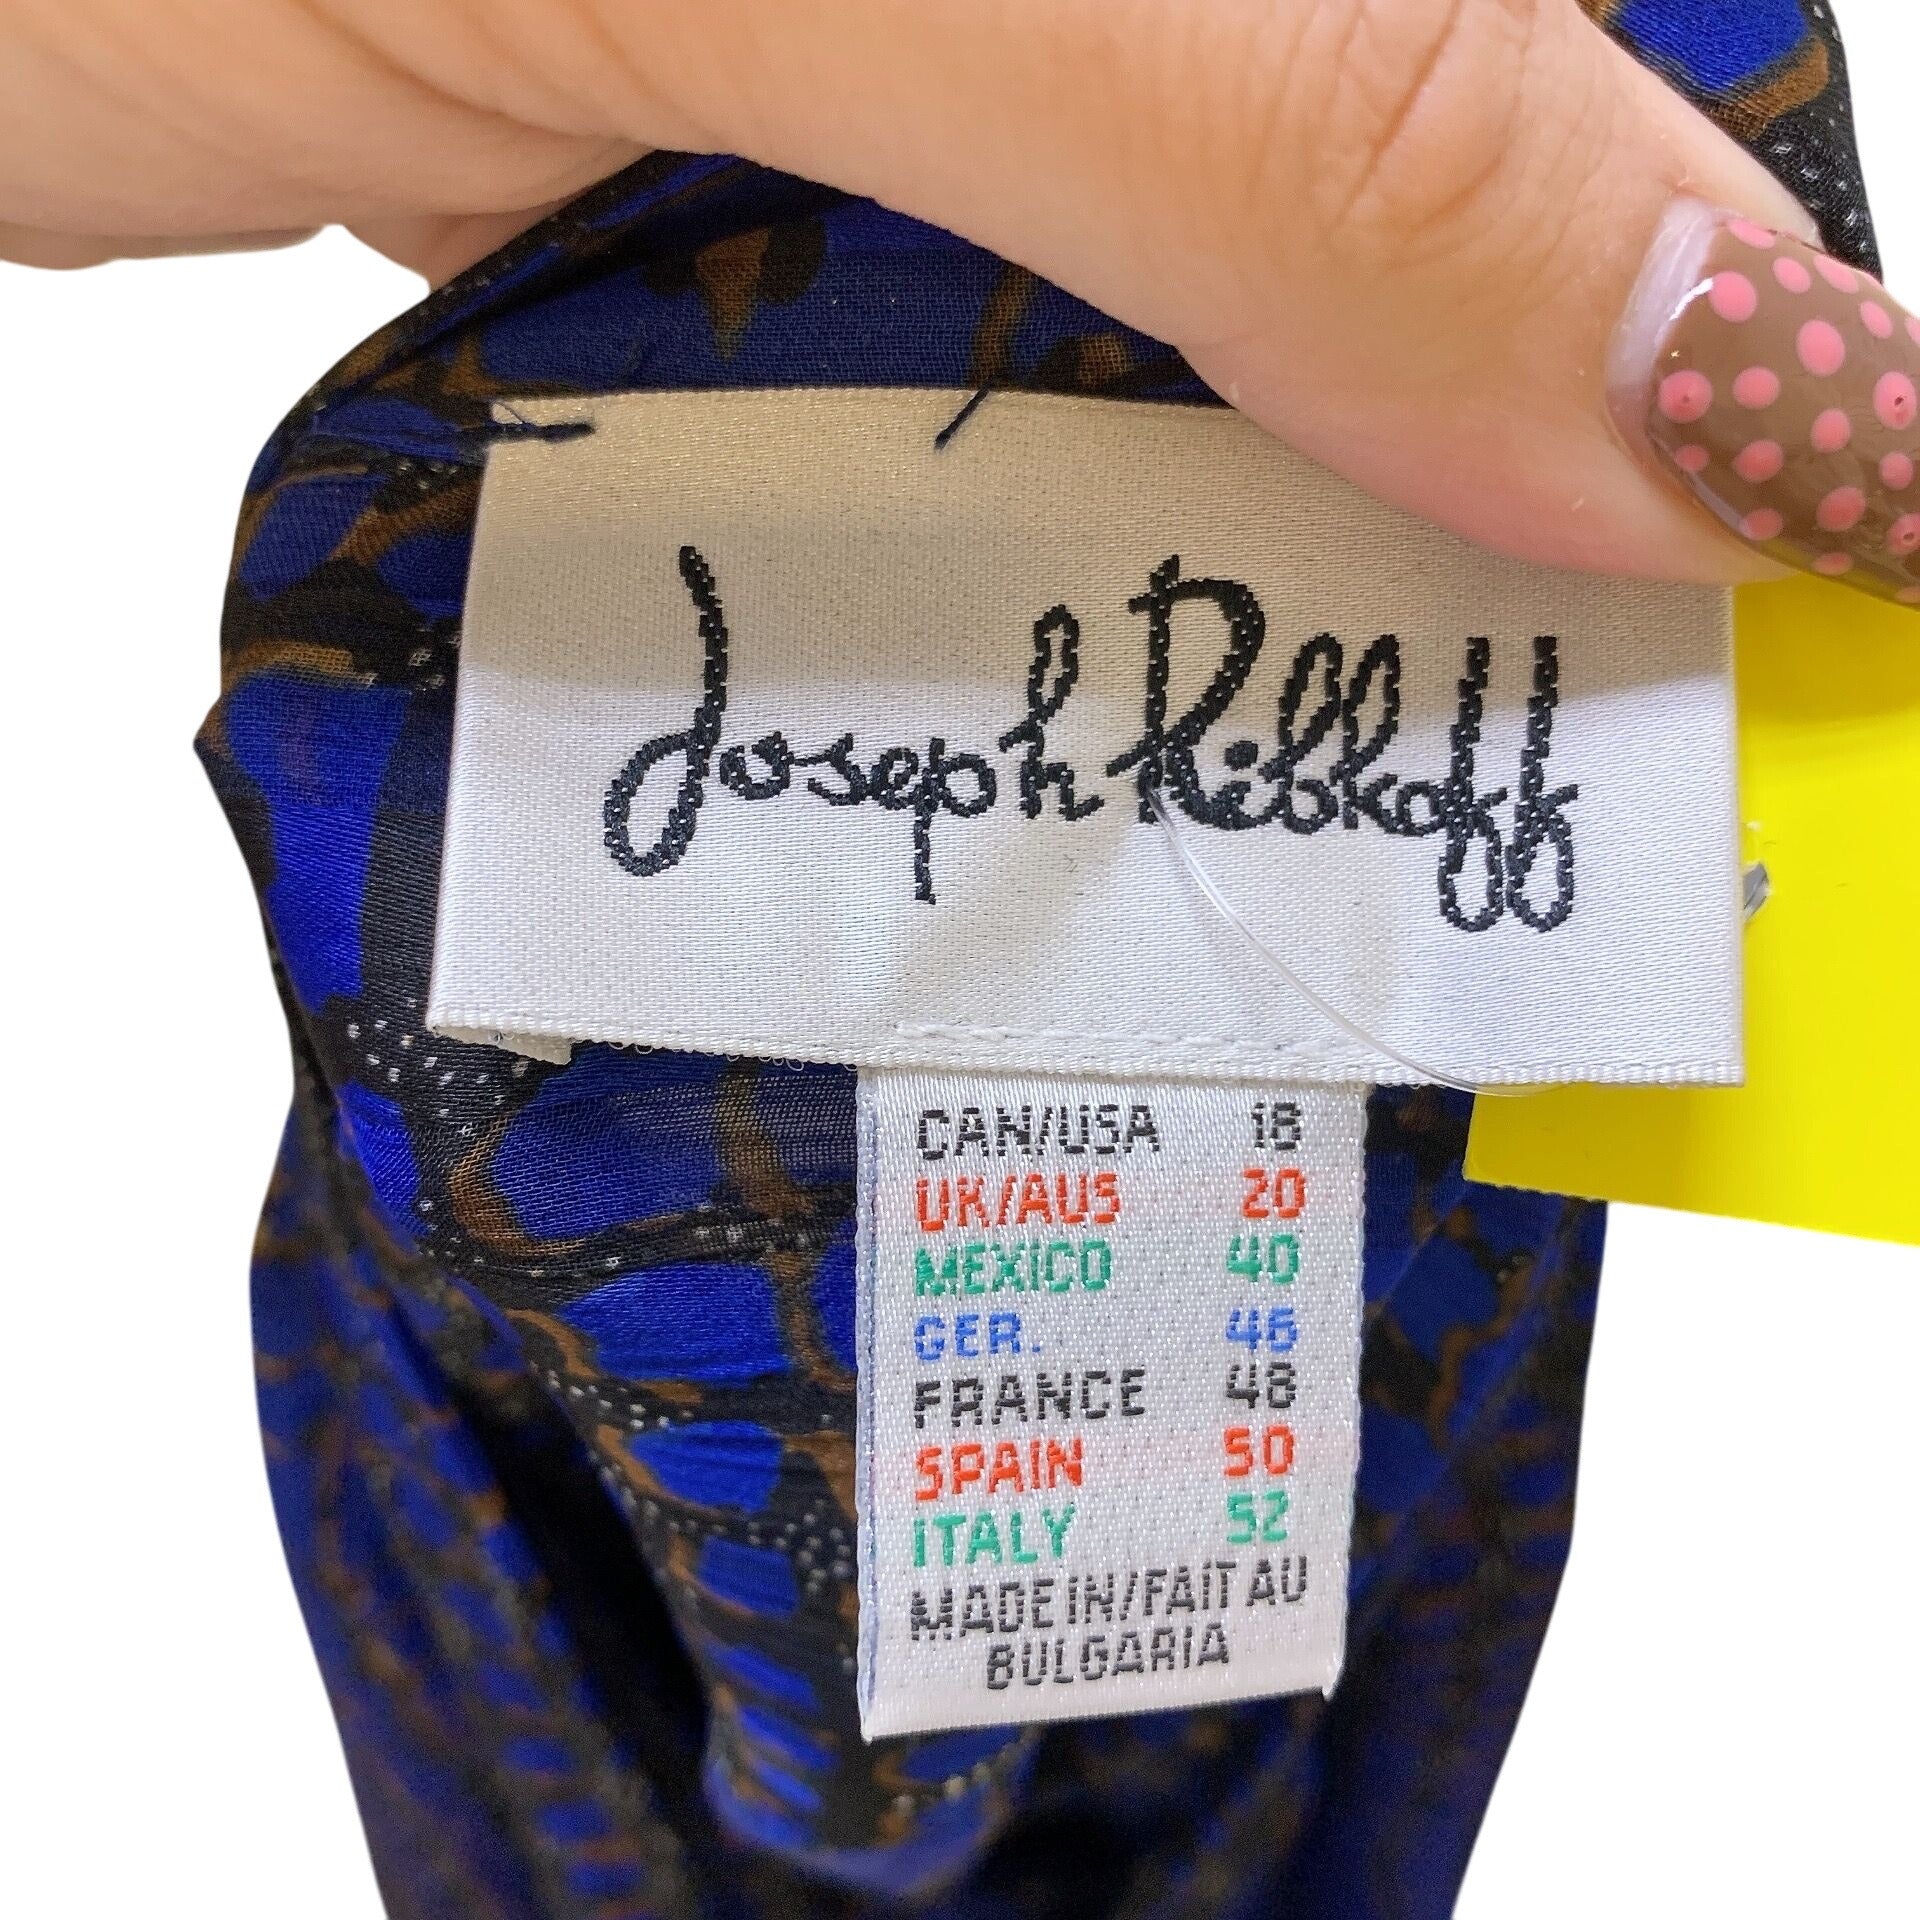 Joseph Ribkoff
CAN/USA 18
UK/AUS 20
MEXICO 40
GER. 46
FRANCE 48
SPAIN 50
ITALY 52
MADE IN/FAIT AU
BULGARIA